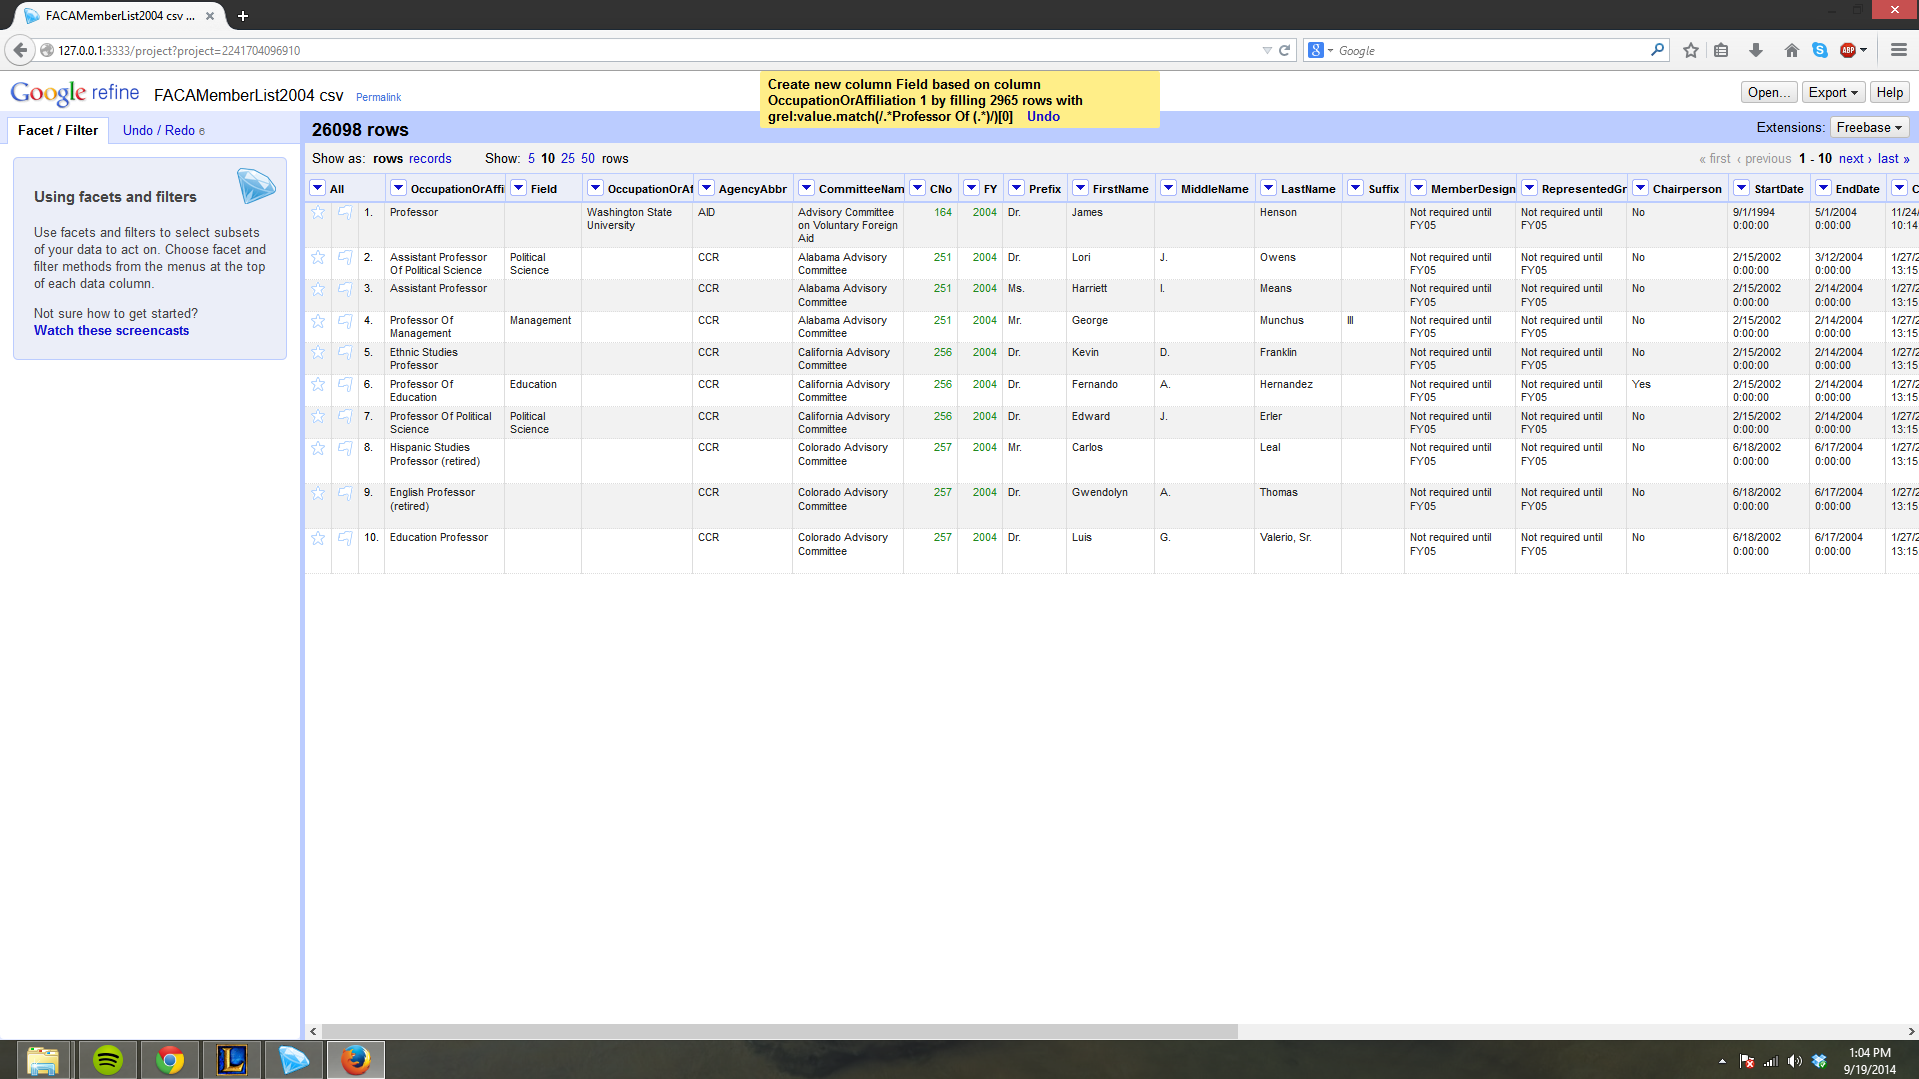 FACAMemberList2004 csv ...
127.0.0.1:3333/project?project=2241704096910
Google
ABP
Google refine FACAMemberList2004 csv Permalink
Create new column Field based on column
OccupationOrAffiliation 1 by filling 2965 rows with
grel:value.match(/.*Professor Of (.*)/)[0] Undo
Open... Export Help
Facet / Filter Undo / Redo 6
26098 rows
Extensions: Freebase
Show as: rows records Show: 5 10 25 50 rows
« first ‹ previous 1 - 10 next › last »
Using facets and filters
Use facets and filters to select subsets
of your data to act on. Choose facet and
filter methods from the menus at the top
of each data column.
Not sure how to get started?
Watch these screencasts
All OccupationOrAffi Field OccupationOrAf AgencyAbbr CommitteeNam CNo FY Prefix FirstName MiddleName LastName Suffix MemberDesign RepresentedGr Chairperson StartDate EndDate C
1. Professor Washington State AID Advisory Committee 164 2004 Dr. James Henson Not required until Not required until No 9/1/1994 5/1/2004 11/24/
University on Voluntary Foreign FY05 FY05 0:00:00 0:00:00 10:14
Aid
2. Assistant Professor Political CCR Alabama Advisory 251 2004 Dr. Lori J. Owens Not required until Not required until No 2/15/2002 3/12/2004 1/27/2
Of Political Science Science Committee FY05 FY05 0:00:00 0:00:00 13:15
3. Assistant Professor CCR Alabama Advisory 251 2004 Ms. Harriett I. Means Not required until Not required until No 2/15/2002 2/14/2004 1/27/2
Committee FY05 FY05 0:00:00 0:00:00 13:15
4. Professor Of Management CCR Alabama Advisory 251 2004 Mr. George Munchus III Not required until Not required until No 2/15/2002 2/14/2004 1/27/2
Management Committee FY05 FY05 0:00:00 0:00:00 13:15
5. Ethnic Studies CCR California Advisory 256 2004 Dr. Kevin D. Franklin Not required until Not required until No 2/15/2002 2/14/2004 1/27/2
Professor Committee FY05 FY05 0:00:00 0:00:00 13:15
6. Professor Of Education CCR California Advisory 256 2004 Dr. Fernando A. Hernandez Not required until Not required until Yes 2/15/2002 2/14/2004 1/27/2
Education Committee FY05 FY05 0:00:00 0:00:00 13:15
7. Professor Of Political Political CCR California Advisory 256 2004 Dr. Edward J. Erler Not required until Not required until No 2/15/2002 2/14/2004 1/27/2
Science Science Committee FY05 FY05 0:00:00 0:00:00 13:15
8. Hispanic Studies CCR Colorado Advisory 257 2004 Mr. Carlos Leal Not required until Not required until No 6/18/2002 6/17/2004 1/27/2
Professor (retired) Committee FY05 FY05 0:00:00 0:00:00 13:15
9. English Professor CCR Colorado Advisory 257 2004 Dr. Gwendolyn A. Thomas Not required until Not required until No 6/18/2002 6/17/2004 1/27/2
(retired) Committee FY05 FY05 0:00:00 0:00:00 13:15
10. Education Professor CCR Colorado Advisory 257 2004 Dr. Luis G. Valerio, Sr. Not required until Not required until No 6/18/2002 6/17/2004 1/27/2
Committee FY05 FY05 0:00:00 0:00:00 13:15
1:04 PM
9/19/2014